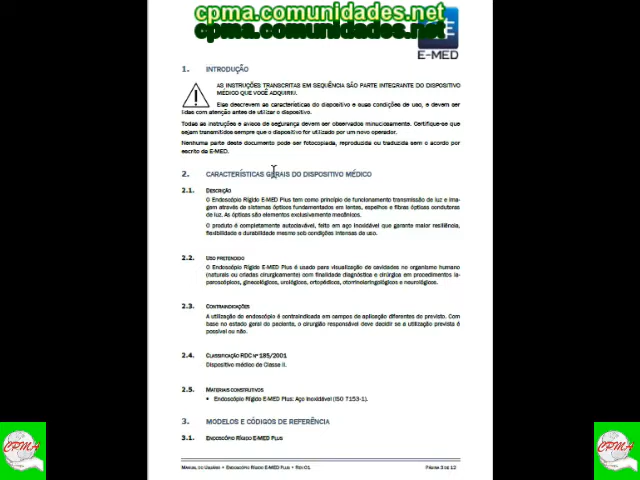 cpma.comunidades.net
cpma.comunidades.net
E-MED
1. INTRODUÇÃO
AS INSTRUÇÕES TRANSCRITAS EM SEQUÊNCIA SÃO PARTE INTEGRANTE DO DISPOSITIVO
MÉDICO QUE VOCÊ ADQUIRIU.
Elas descrevem as características do dispositivo e suas condições de uso, e devem ser
lidas com atenção antes de utilizar o dispositivo.
Todas as instruções e avisos de segurança devem ser observados minuciosamente. Certifique-se que
sejam transmitidos sempre que o dispositivo for utilizado por um novo operador.
Nenhuma parte deste documento pode ser fotocopiada, reproduzida ou traduzida sem o acordo por
escrito da E-MED.
2. CARACTERÍSTICAS GERAIS DO DISPOSITIVO MÉDICO
2.1. DESCRIÇÃO
O Endoscópio Rígido E-MED Plus tem como princípio de funcionamento transmissão de luz e ima-
gem através de sistemas ópticos fundamentados em lentes, espelhos e fibras ópticas condutoras
de luz. As ópticas são elementos exclusivamente mecânicos.
O produto é completamente autoclavável, feito em aço inoxidável que garante maior resiliência,
flexibilidade e durabilidade mesmo sob condições intensas de uso.
2.2. USO PRETENDIDO
O Endoscópio Rígido E-MED Plus é usado para visualização de cavidades no organismo humano
(naturais ou criadas cirurgicamente) com finalidade diagnóstica e cirúrgica em procedimentos la-
paroscópicos, ginecológicos, urológicos, ortopédicos, otorrinolaringológicos e neurológicos.
2.3. CONTRAINDICAÇÕES
A utilização do endoscópio é contraindicada em campos de aplicação diferentes do previsto. Com
base no estado geral do paciente, o cirurgião responsável deve decidir se a utilização prevista é
possível ou não.
2.4. CLASSIFICAÇÃO RDC Nº 185/2001
Dispositivo médico de Classe II.
2.5. MATERIAIS CONSTRUTIVOS
• Endoscópio Rígido E-MED Plus: Aço Inoxidável (ISO 7153-1).
3. MODELOS E CÓDIGOS DE REFERÊNCIA
3.1. ENDOSCÓPIO RÍGIDO E-MED PLUS
CPMA
CPMA
MANUAL DO USUÁRIO • ENDOSCÓPIO RÍGIDO E-MED PLUS • REV.01 PÁGINA 3 DE 12